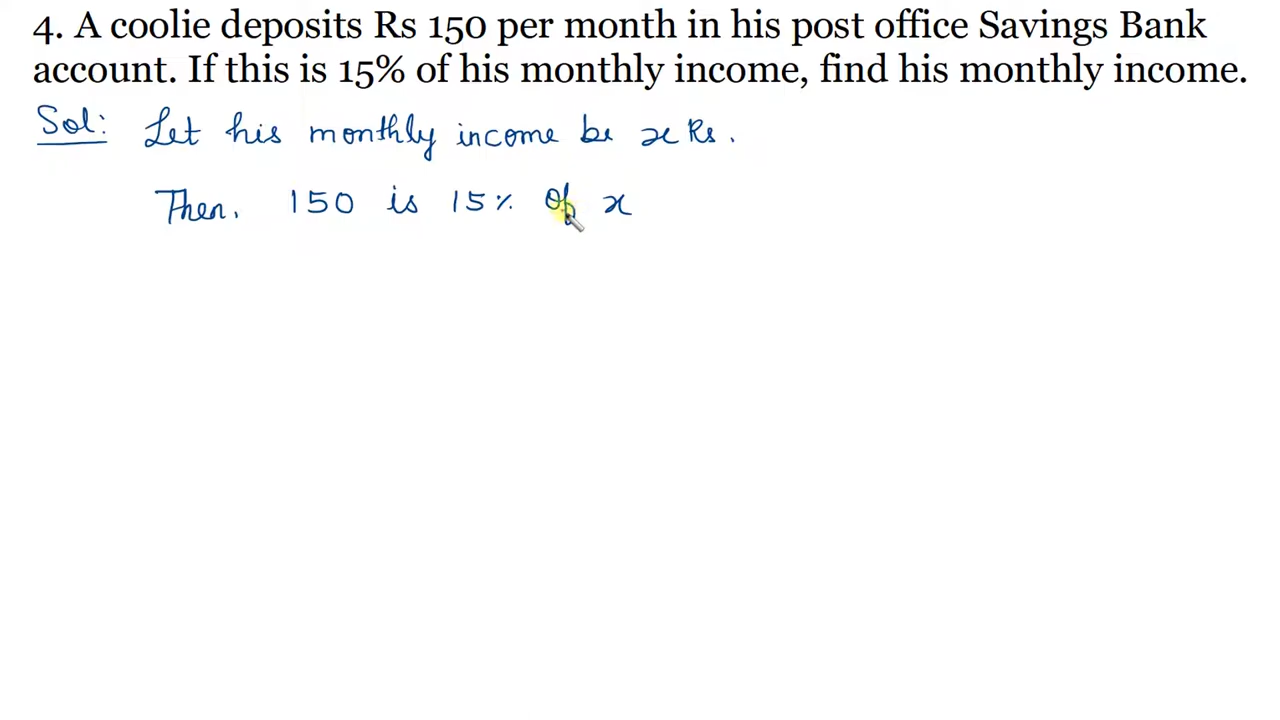 4. A coolie deposits Rs 150 per month in his post office Savings Bank
account. If this is 15% of his monthly income, find his monthly income.
Sol: Let his monthly income be x Rs.
Then, 150 is 15% of x